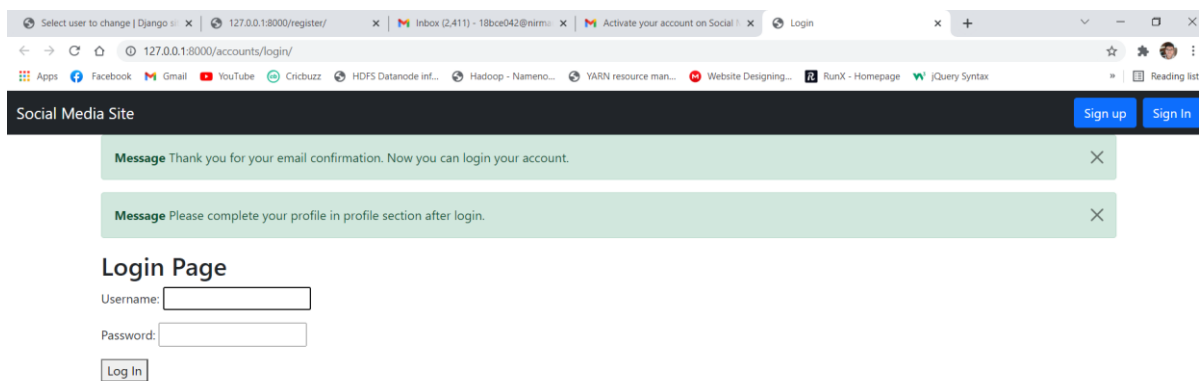 Select user to change | Django si
127.0.0.1:8000/register/
Inbox (2,411) - 18bce042@nirma
Activate your account on Social
Login
127.0.0.1:8000/accounts/login/
Apps Facebook Gmail YouTube Cricbuzz HDFS Datanode inf... Hadoop - Nameno... YARN resource man... Website Designing... RunX - Homepage jQuery Syntax » Reading list
Social Media Site Sign up Sign In
Message Thank you for your email confirmation. Now you can login your account.
Message Please complete your profile in profile section after login.
Login Page
Username:
Password:
Log In